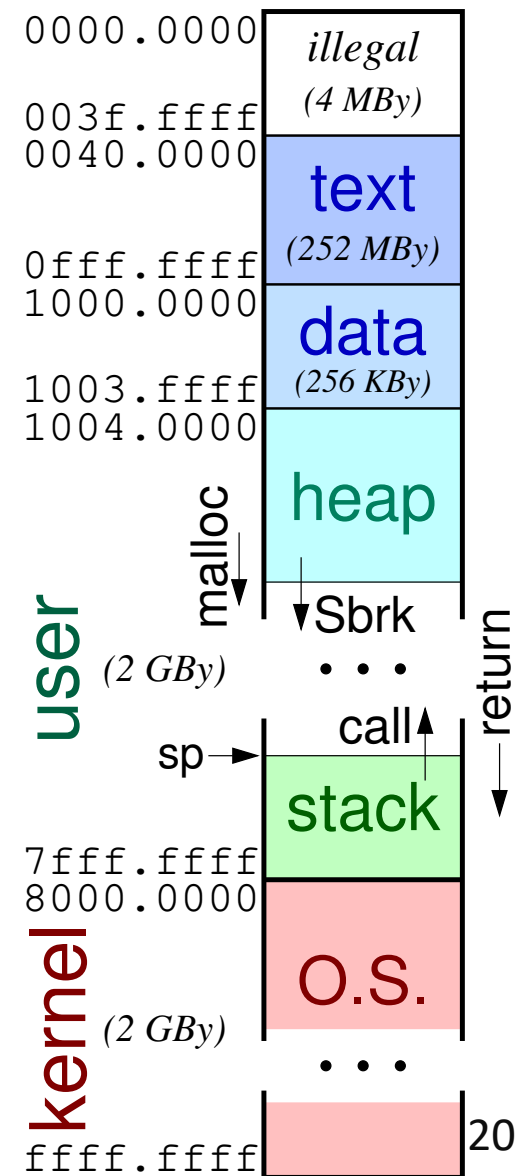 0000.0000
illegal
(4 MBy)
003f.ffff
0040.0000
text
(252 MBy)
0fff.ffff
1000.0000
data
(256 KBy)
1003.ffff
1004.0000
heap
malloc
Sbrk
user
(2 GBy)
• • •
return
call
sp
stack
7fff.ffff
8000.0000
kernel
O.S.
(2 GBy)
• • •
20
ffff.ffff